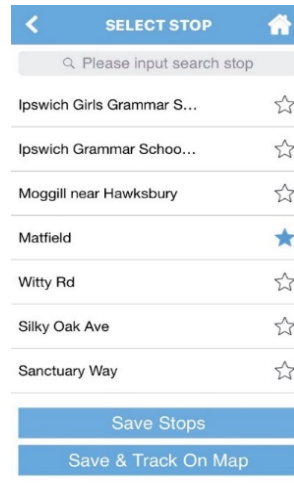 SELECT STOP
Please input search stop
Ipswich Girls Grammar S...
Ipswich Grammar Schoo...
Moggill near Hawksbury
Matfield
Witty Rd
Silky Oak Ave
Sanctuary Way
Save Stops
Save & Track On Map